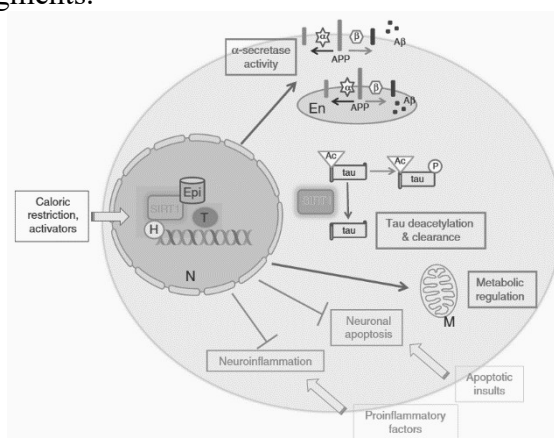 gments.
α-secretase
activity
α
β
APP
Aβ
α
β
APP
Aβ
En
Caloric
restriction,
activators
Epi
SIRT1
T
H
N
Ac
tau
Ac
P
tau
SIRT1
tau
Tau deacetylation
& clearance
Metabolic
regulation
M
Neuronal
apoptosis
Neuroinflammation
Apoptotic
insults
Proinflammatory
factors